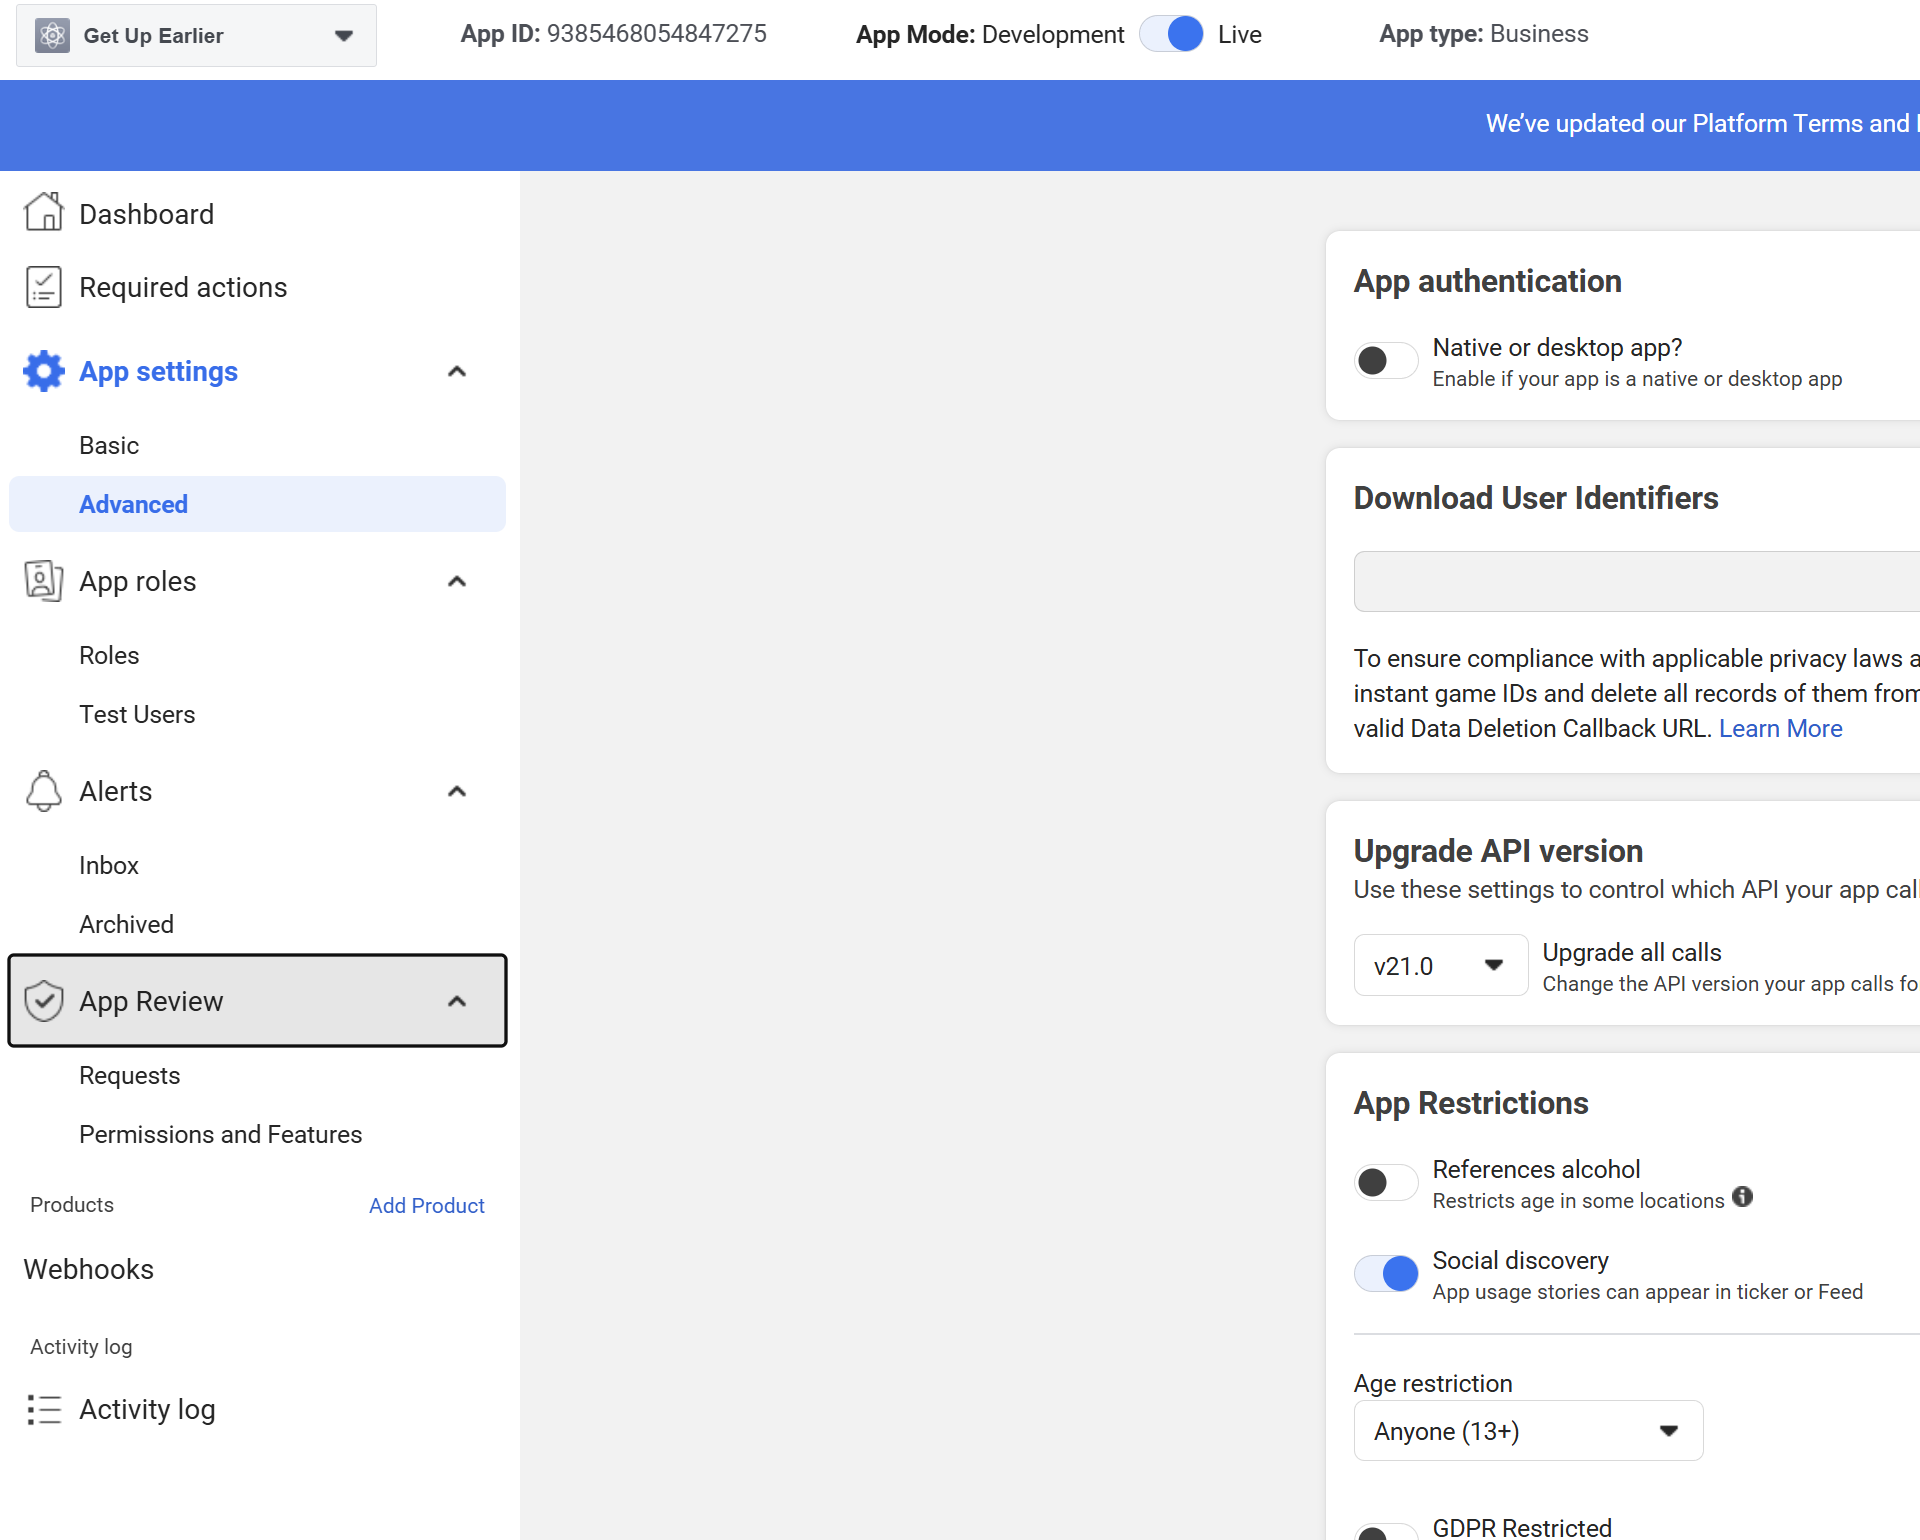 Get Up Earlier
App ID: 9385468054847275
App Mode: Development
Live
App type: Business
We’ve updated our Platform Terms and
Dashboard
Required actions
App settings
Basic
Advanced
App roles
Roles
Test Users
Alerts
Inbox
Archived
App Review
Requests
Permissions and Features
Products
Add Product
Webhooks
Activity log
Activity log
App authentication
Native or desktop app?
Enable if your app is a native or desktop app
Download User Identifiers
To ensure compliance with applicable privacy laws
instant game IDs and delete all records of them from
valid Data Deletion Callback URL. Learn More
Upgrade API version
Use these settings to control which API your app
v21.0
Upgrade all calls
Change the API version your app calls
App Restrictions
References alcohol
Restricts age in some locations
Social discovery
App usage stories can appear in ticker or Feed
Age restriction
Anyone (13+)
GDPR Restricted